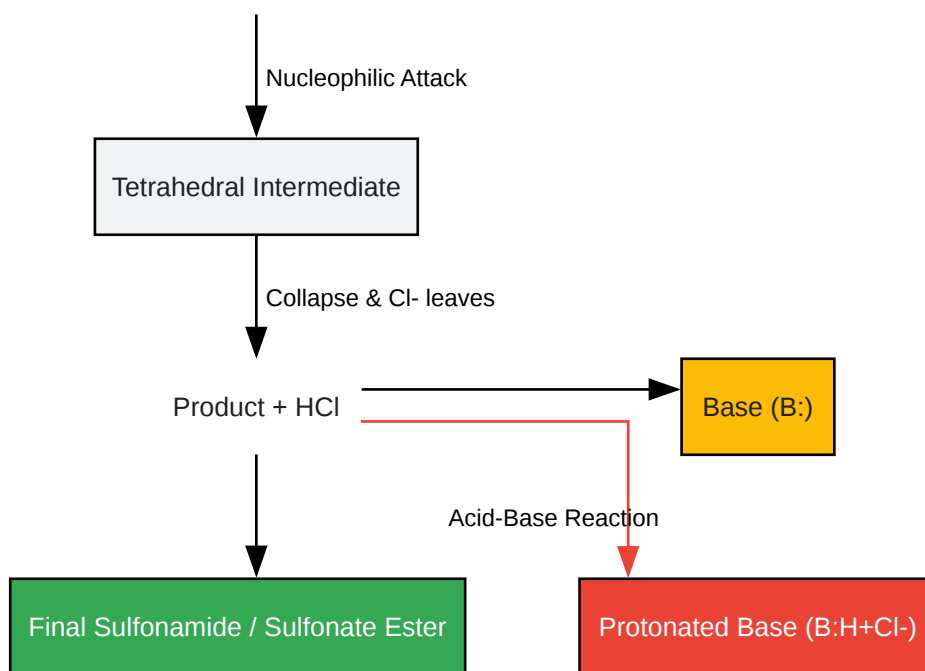 Nucleophilic Attack
Tetrahedral Intermediate
Collapse & Cl- leaves
Product + HCl
Base (B:)
Acid-Base Reaction
Final Sulfonamide / Sulfonate Ester
Protonated Base (B:H+Cl-)